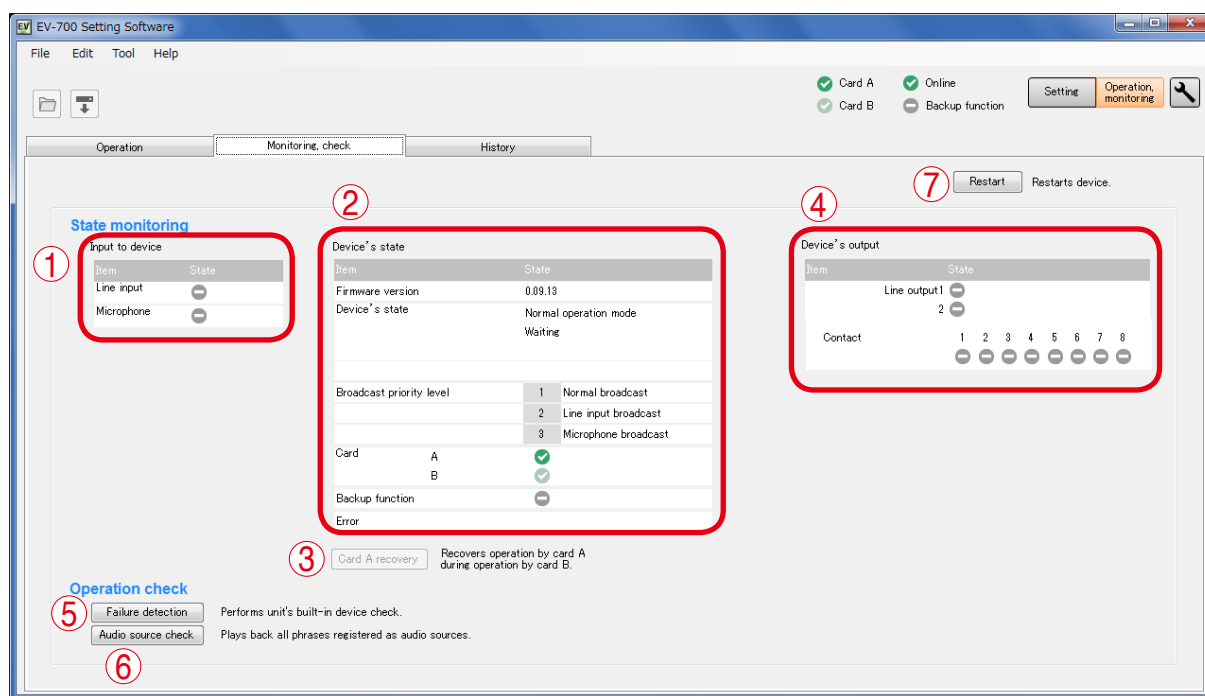 EV EV-700 Setting Software
File Edit Tool Help
Card A Online
Card B Backup function
Setting Operation, monitoring
Operation Monitoring, check History
7 Restart Restarts device.
State monitoring
1
Input to device
Item State
Line input
Microphone
2
Device's state
Item State
Firmware version 0.09.13
Device's state Normal operation mode
Waiting
Broadcast priority level 1 Normal broadcast
2 Line input broadcast
3 Microphone broadcast
Card A
B
Backup function
Error
3 Card A recovery Recovers operation by card A
during operation by card B.
4
Device's output
Item State
Line output1
2
Contact 1 2 3 4 5 6 7 8
Operation check
5 Failure detection Performs unit's built-in device check.
Audio source check Plays back all phrases registered as audio sources.
6